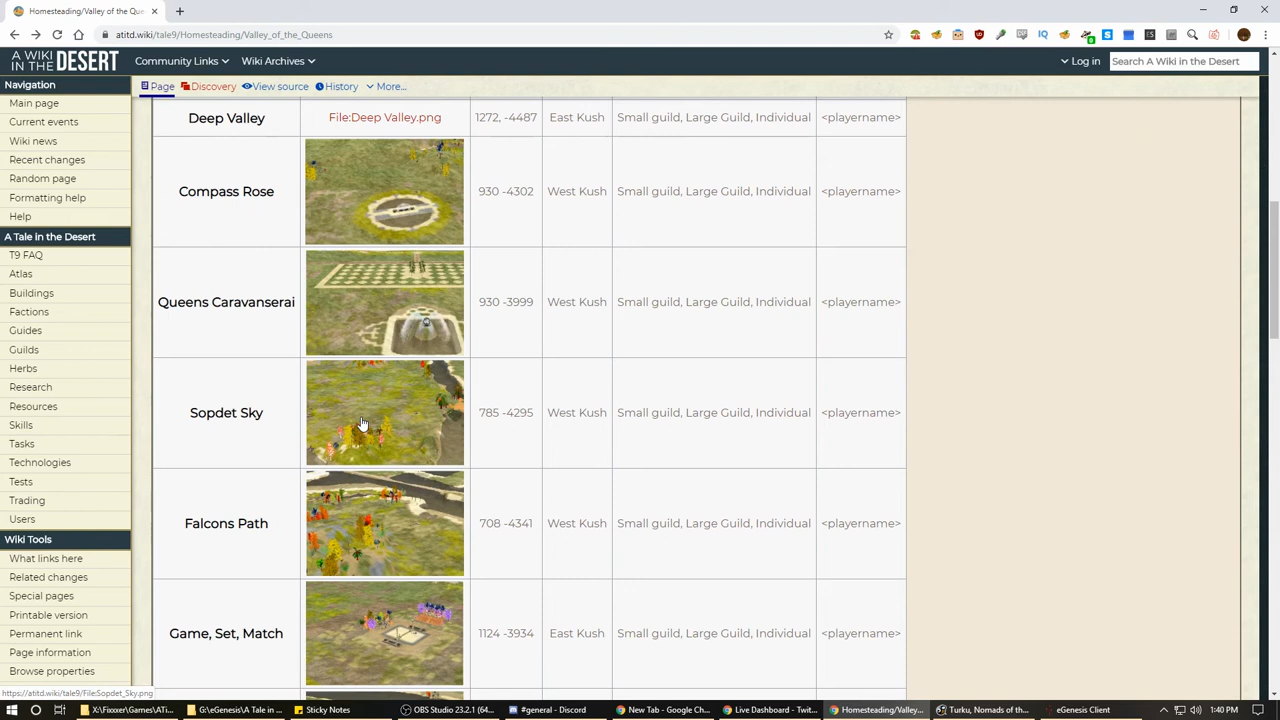 Homesteading/Valley of the Qu
atitd.wiki/tale9/Homesteading/Valley_of_the_Queens
A WIKI IN THE DESERT
Community Links
Wiki Archives
Log in
Search A Wiki in the Desert
Page
Discovery
View source
History
More...
Navigation
Main page
Current events
Wiki news
Recent changes
Random page
Formatting help
Help
A Tale in the Desert
T9 FAQ
Atlas
Buildings
Factions
Guides
Guilds
Herbs
Research
Resources
Skills
Tasks
Technologies
Tests
Trading
Users
Wiki Tools
What links here
Related changes
Special pages
Printable version
Permanent link
Page information
Browse properties
Deep Valley File:Deep Valley.png 1272, -4487 East Kush Small guild, Large Guild, Individual <playername>
Compass Rose 930 -4302 West Kush Small guild, Large Guild, Individual <playername>
Queens Caravanserai 930 -3999 West Kush Small guild, Large Guild, Individual <playername>
Sopdet Sky 785 -4295 West Kush Small guild, Large Guild, Individual <playername>
Falcons Path 708 -4341 West Kush Small guild, Large Guild, Individual <playername>
Game, Set, Match 1124 -3934 East Kush Small guild, Large Guild, Individual <playername>
https://atitd.wiki/tale9/File:Sopdet_Sky.png
X:\Fixxxer\Games\ATi...
G:\eGenesis\A Tale in ...
Sticky Notes
OBS Studio 23.2.1 (64...
#general - Discord
New Tab - Google Ch...
Live Dashboard - Twit...
Homesteading/Valley...
Turku, Nomads of the...
eGenesis Client
1:40 PM